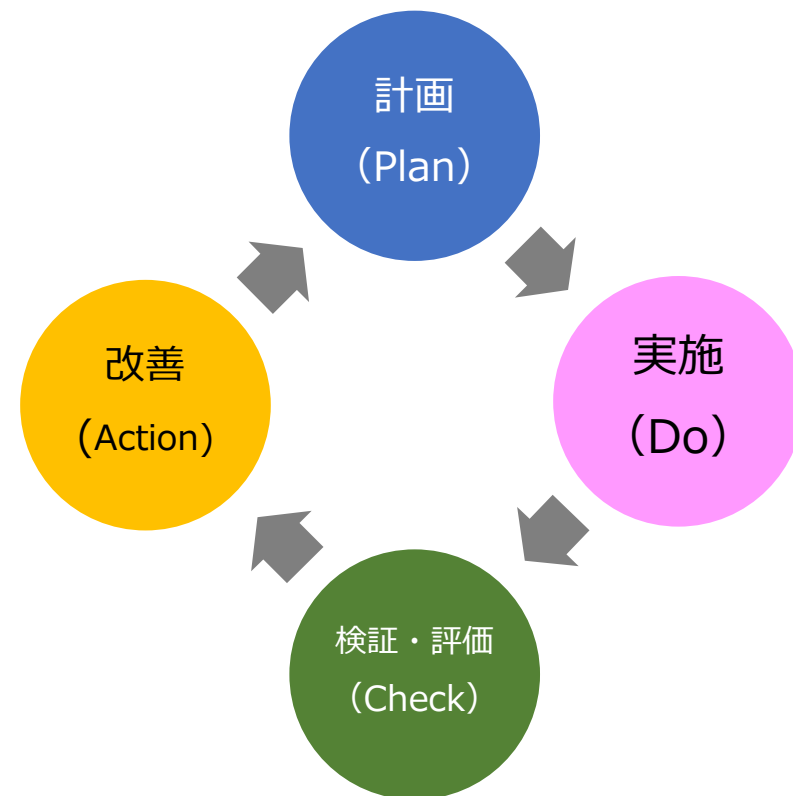 計画
（Plan）
実施
（Do）
検証・評価
（Check）
改善
（Action）